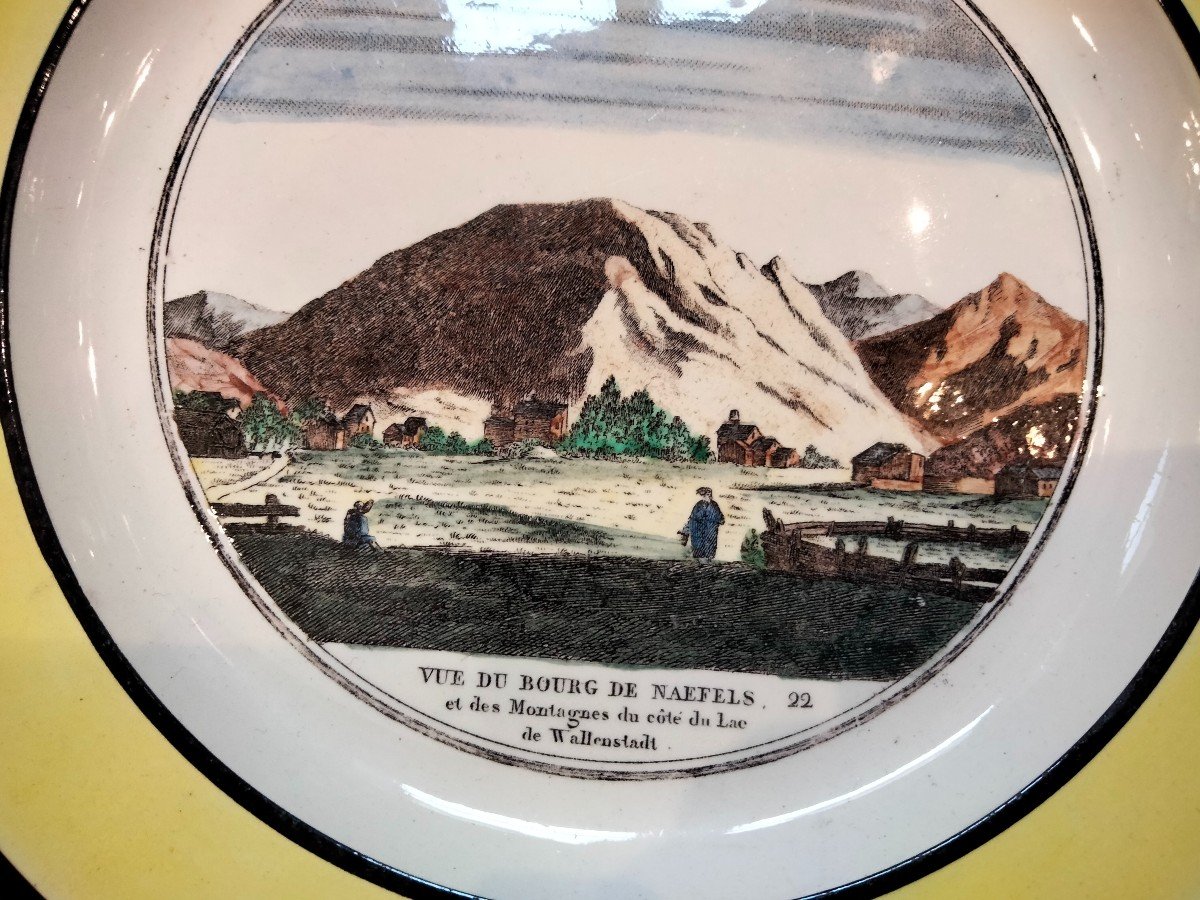 VUE DU BOURG DE NAEFELS. 22
et des Montagnes du côté du Lac
de Wallenstadt.